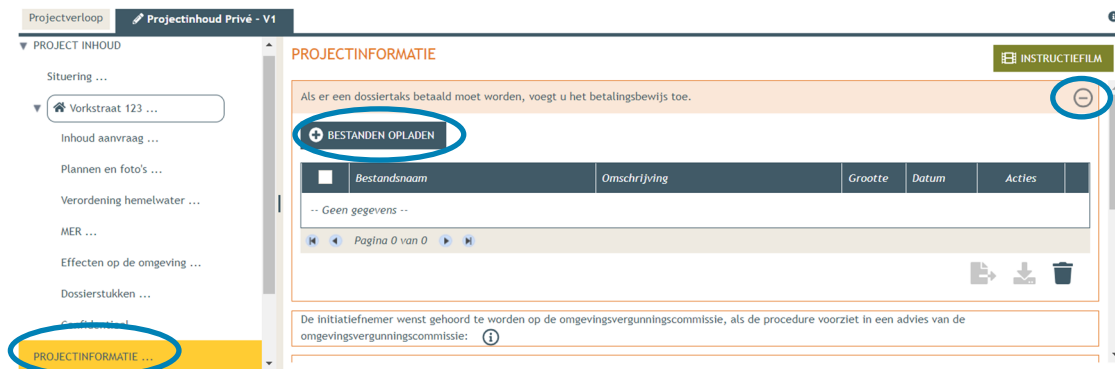 Projectverloop
Projectinhoud Privé - V1
PROJECT INHOUD
Situering ...
Vorkstraat 123 ...
Inhoud aanvraag ...
Plannen en foto's ...
Verordening hemelwater ...
MER ...
Effecten op de omgeving ...
Dossierstukken ...
PROJECTINFORMATIE ...
PROJECTINFORMATIE
INSTRUCTIEFILM
Als er een dossiertaks betaald moet worden, voegt u het betalingsbewijs toe.
BESTANDEN OPLADEN
Bestandsnaam Omschrijving Grootte Datum Acties
-- Geen gegevens --
Pagina 0 van 0
De initiatiefnemer wenst gehoord te worden op de omgevingsvergunningscommissie, als de procedure voorziet in een advies van de
omgevingsvergunningscommissie: